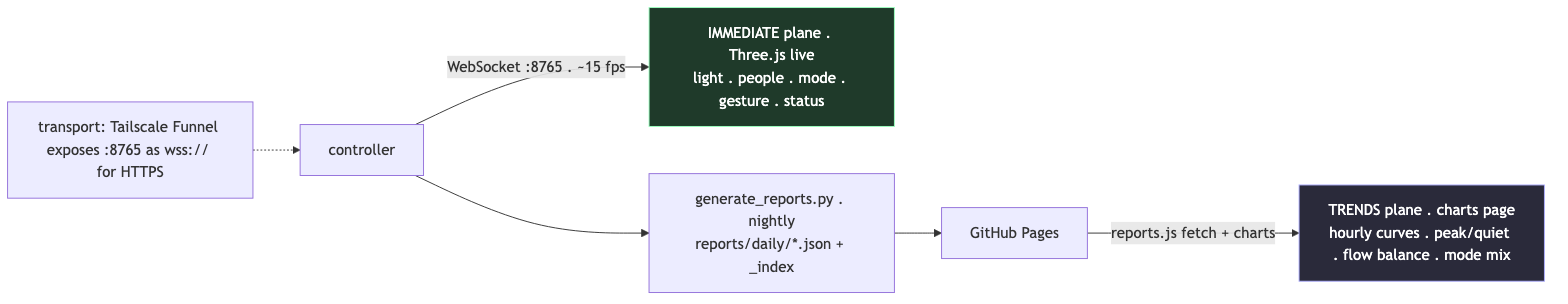 transport: Tailscale Funnel
exposes :8765 as wss://
for HTTPS
controller
WebSocket :8765 . ~15 fps
IMMEDIATE plane .
Three.js live
light . people . mode .
gesture . status
generate_reports.py .
nightly
reports/daily/*.json +
_index
GitHub Pages
reports.js fetch + charts
TRENDS plane . charts page
hourly curves . peak/quiet
. flow balance . mode mix